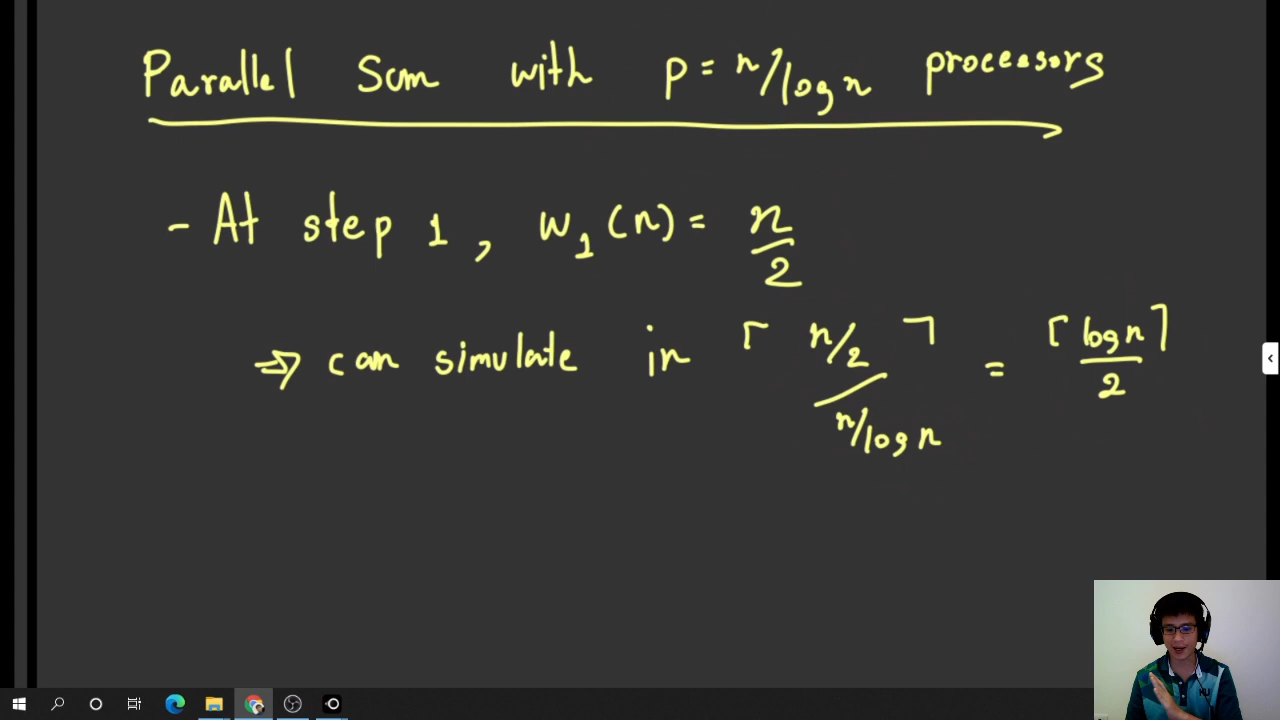 Parallel Sum with p = n/log n processors
- At step 1, w₁(n) = n/2
⇒ can simulate in ⌈ (n/2)/(n/log n) ⌉ = ⌈log n⌉/2